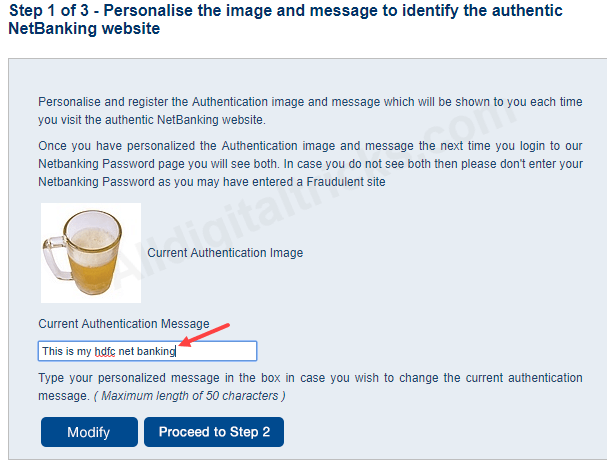 Step 1 of 3 - Personalise the image and message to identify the authentic
NetBanking website
Personalise and register the Authentication image and message which will be shown to you each time
you visit the authentic NetBanking website.
Once you have personalized the Authentication image and message the next time you login to our
Netbanking Password page you will see both. In case you do not see both then please don't enter your
Netbanking Password as you may have entered a Fraudulent site
Current Authentication Image
Current Authentication Message
This is my hdfc net banking
Type your personalized message in the box in case you wish to change the current authentication
message. ( Maximum length of 50 characters )
Modify
Proceed to Step 2
Alldigitaltricks.com